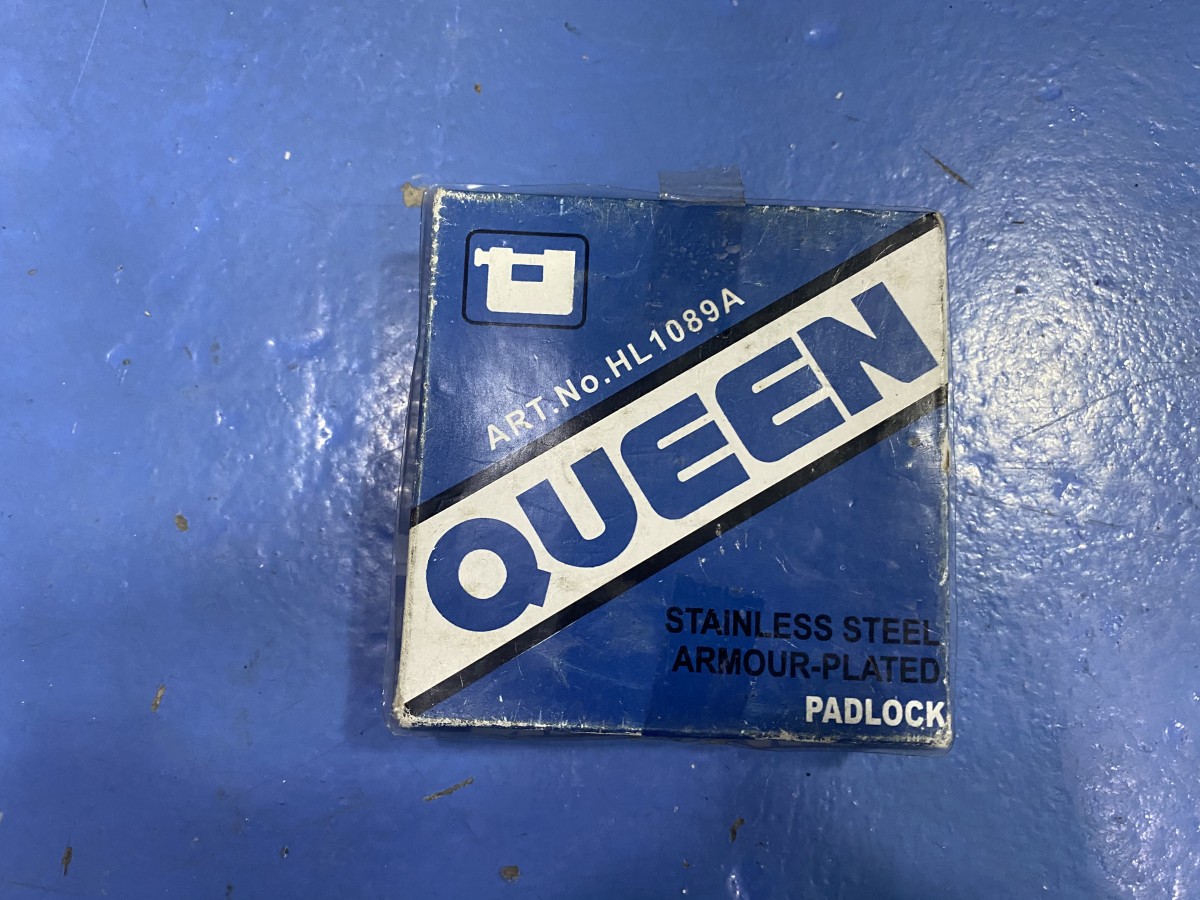 ART.No.HL1089A
QUEEN
STAINLESS STEEL
ARMOUR-PLATED
PADLOCK